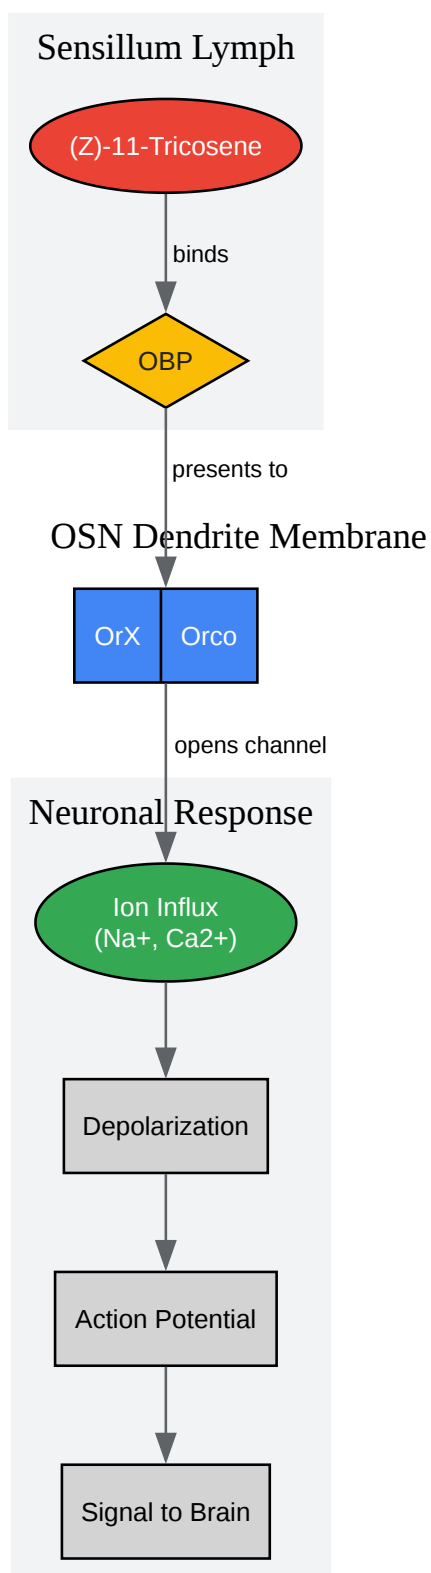 Sensillum Lymph
(Z)-11-Tricosene
binds
OBP
presents to
OSN Dendrite Membrane
OrX
Orco
opens channel
Neuronal Response
Ion Influx
(Na+, Ca2+)
Depolarization
Action Potential
Signal to Brain